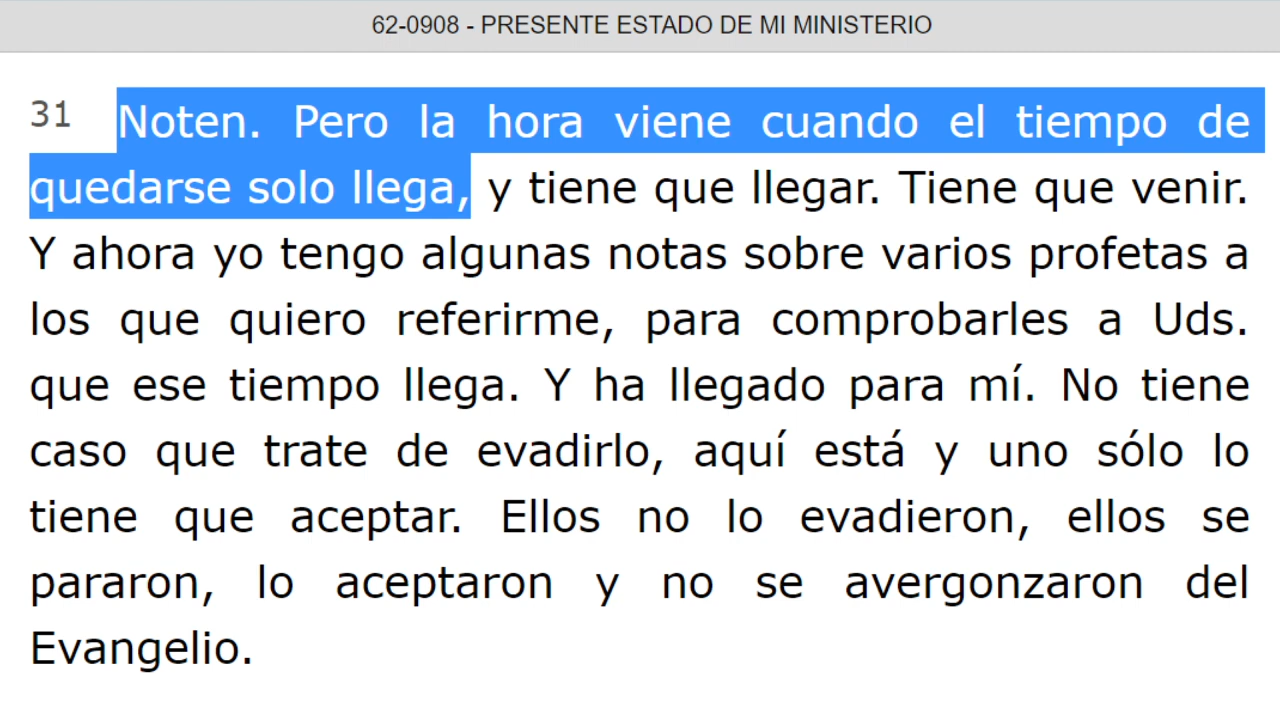 62-0908 - PRESENTE ESTADO DE MI MINISTERIO
31 Noten. Pero la hora viene cuando el tiempo de
quedarse solo llega, y tiene que llegar. Tiene que venir.
Y ahora yo tengo algunas notas sobre varios profetas a
los que quiero referirme, para comprobarles a Uds.
que ese tiempo llega. Y ha llegado para mí. No tiene
caso que trate de evadirlo, aquí está y uno sólo lo
tiene que aceptar. Ellos no lo evadieron, ellos se
pararon, lo aceptaron y no se avergonzaron del
Evangelio.